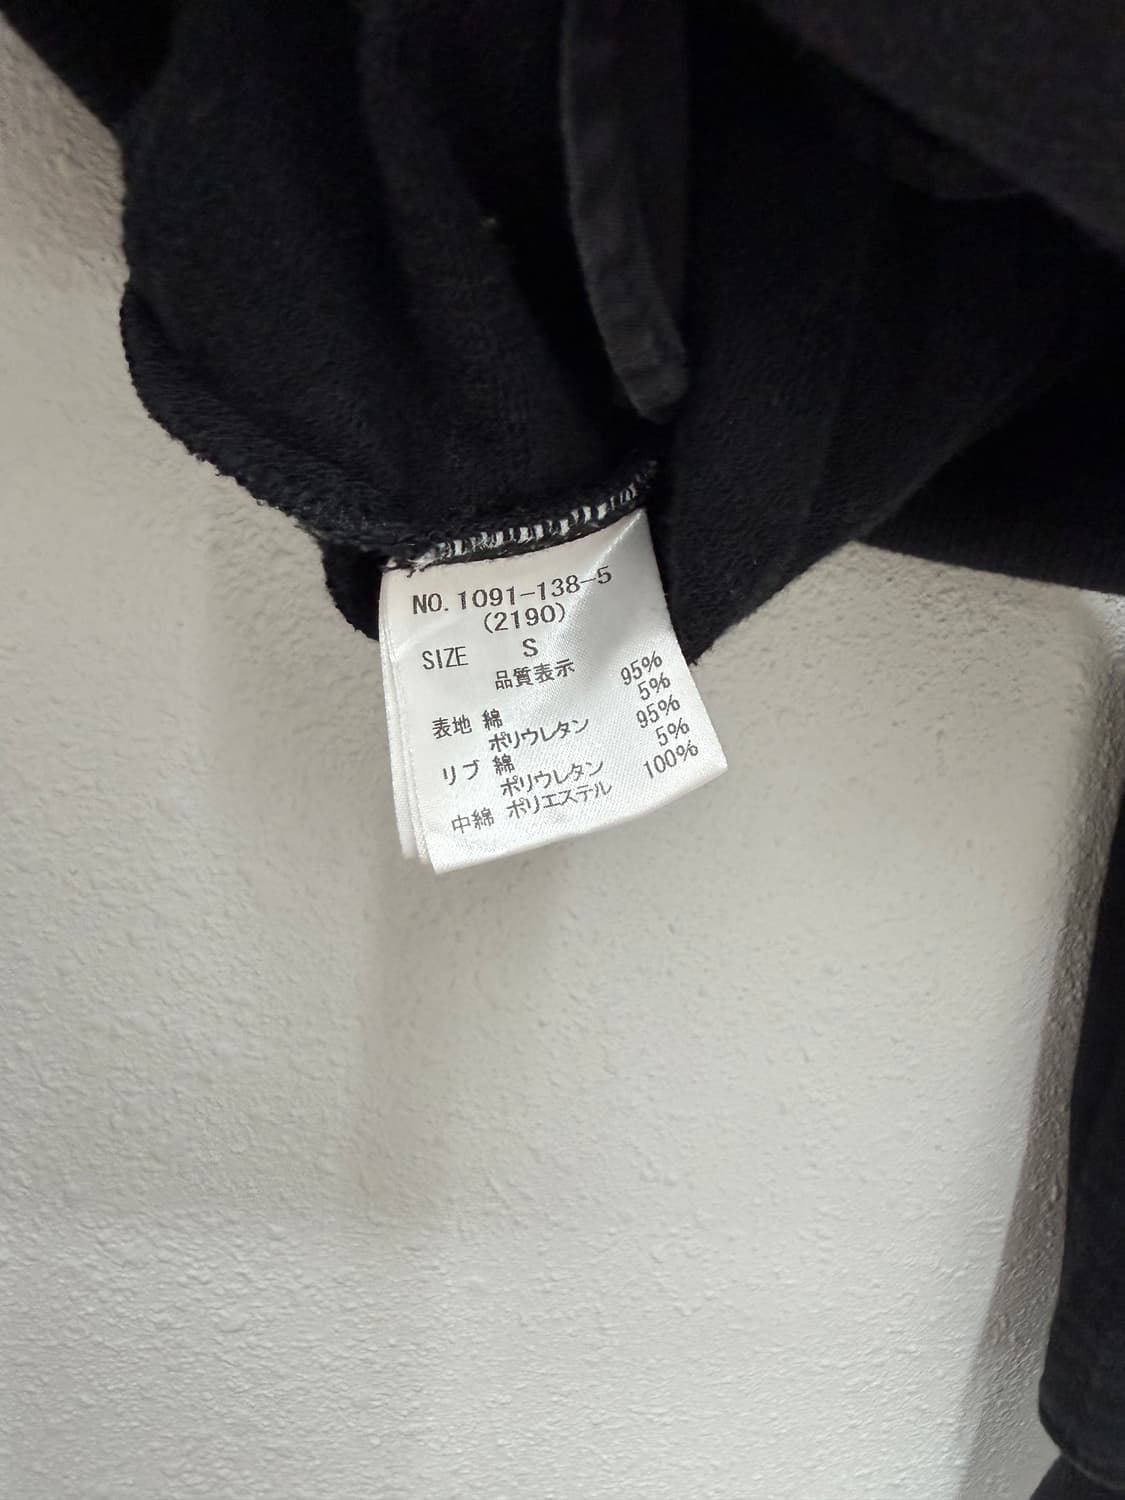 NO. 1091-138-5
(2190)
SIZE S
品質表示
表地 綿 95%
ポリウレタン 5%
リブ 綿 95%
ポリウレタン 5%
中綿 ポリエステル 100%